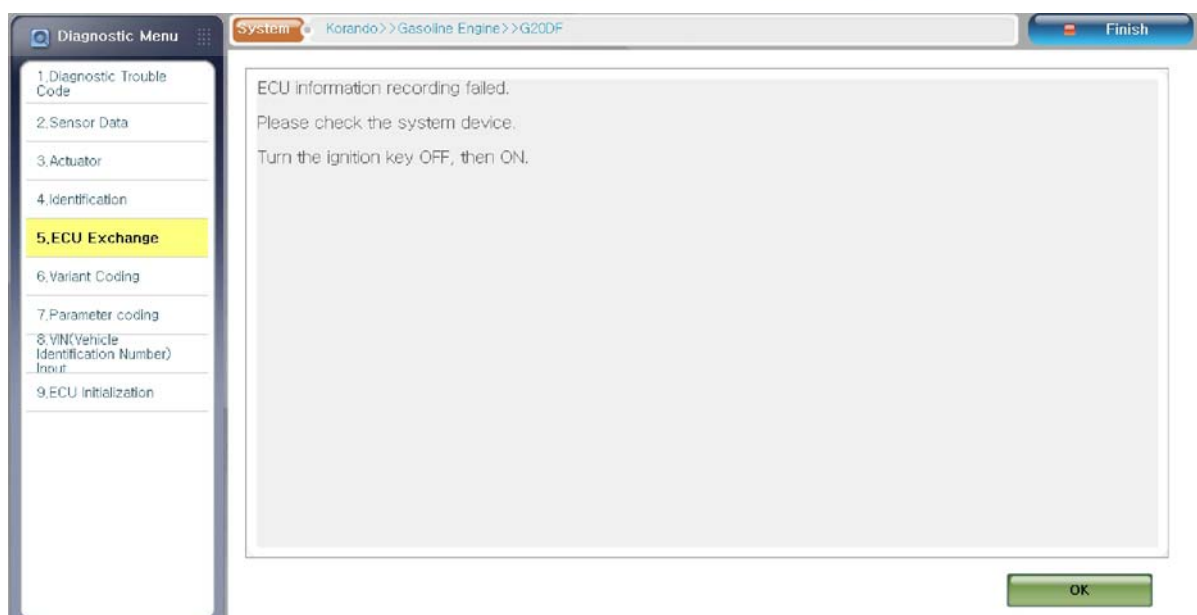 Diagnostic Menu
System
Korando>>Gasoline Engine>>G20DF
Finish
1.Diagnostic Trouble
Code
2.Sensor Data
3.Actuator
4.Identification
5.ECU Exchange
6.Variant Coding
7.Parameter coding
8.VIN(Vehicle
Identification Number)
Input
9.ECU Initialization
ECU information recording failed.
Please check the system device.
Turn the ignition key OFF, then ON.
OK